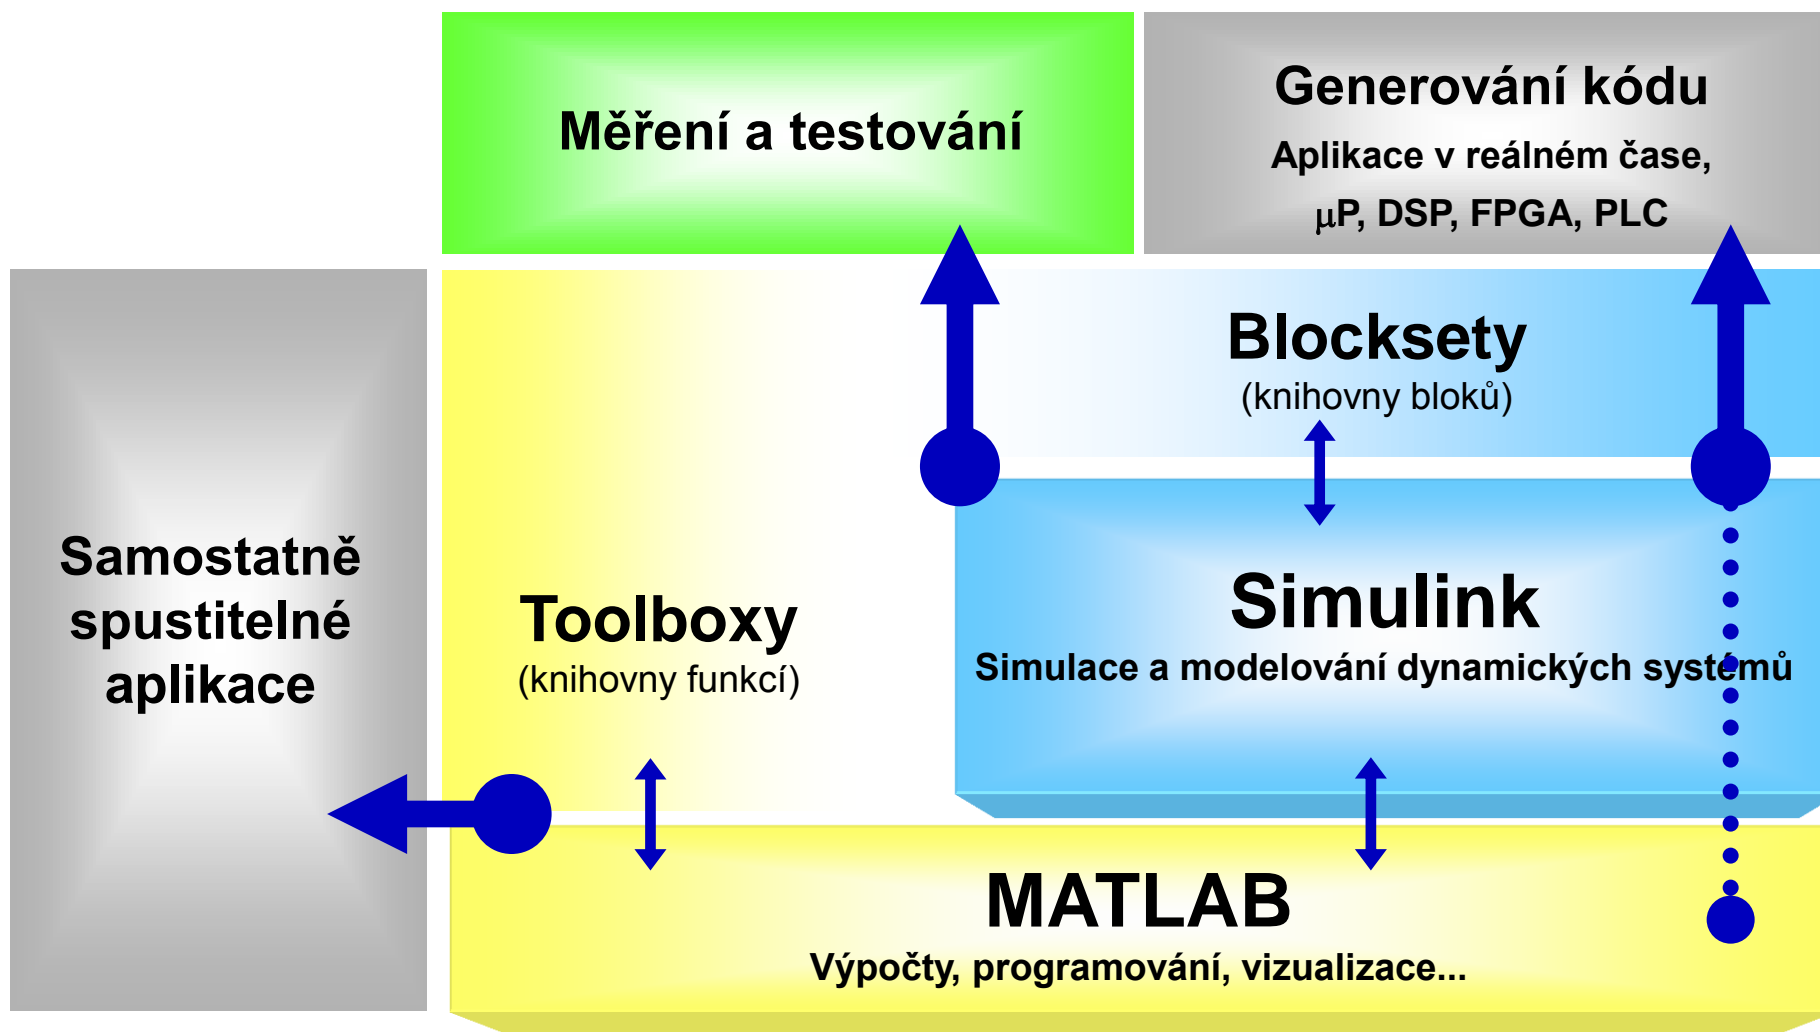 Měření a testování
Generování kódu
Aplikace v reálném čase,
μP, DSP, FPGA, PLC
Blocksety
(knihovny bloků)
Samostatně
spustitelné
aplikace
Toolboxy
(knihovny funkcí)
Simulink
Simulace a modelování dynamických systémů
MATLAB
Výpočty, programování, vizualizace...